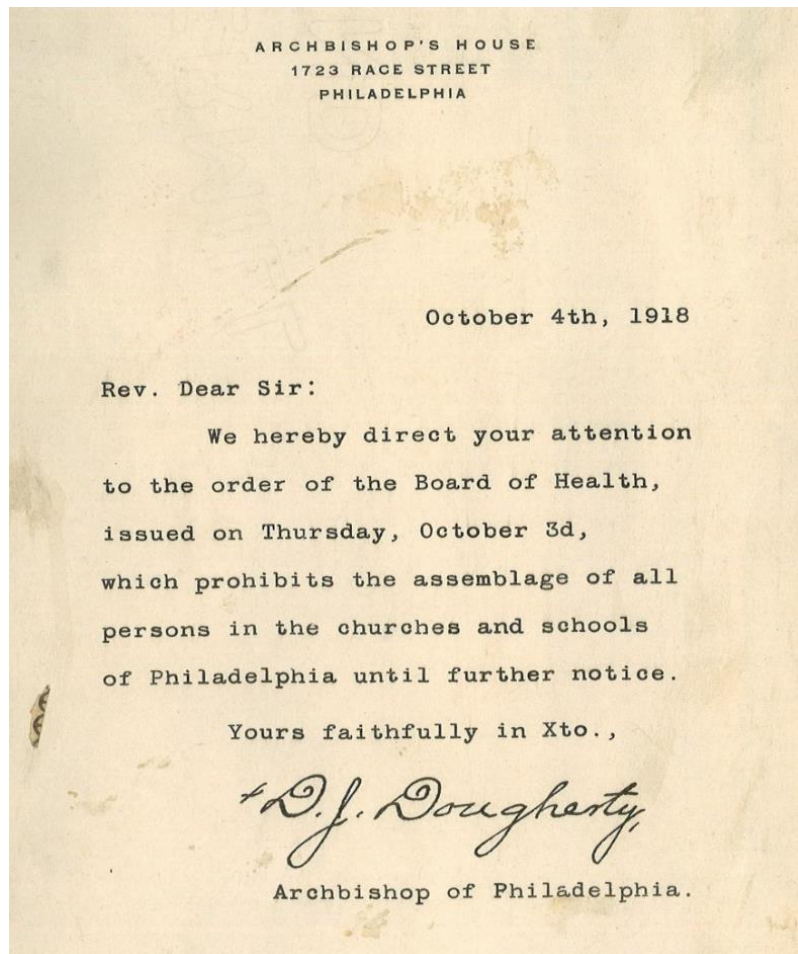 ARCHBISHOP'S HOUSE
1723 RACE STREET
PHILADELPHIA
October 4th, 1918
Rev. Dear Sir:
We hereby direct your attention
to the order of the Board of Health,
issued on Thursday, October 3d,
which prohibits the assemblage of all
persons in the churches and schools
of Philadelphia until further notice.
Yours faithfully in Xto.,
+D.J. Dougherty,
Archbishop of Philadelphia.